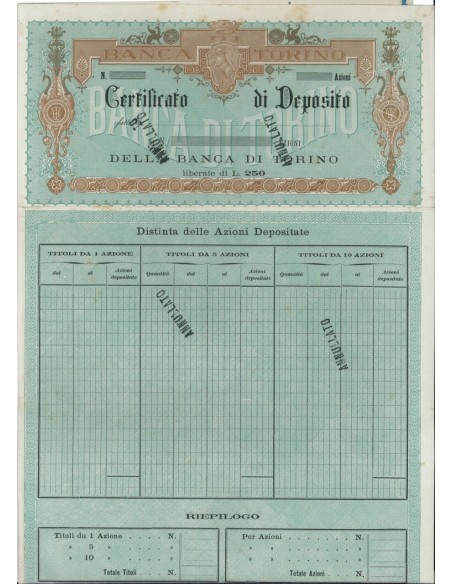 BANCA DI TORINO
N. Azioni
Certificato di Deposito
BANCA DI TORINO
ANNULLATO
ANNULLATO
DELLA BANCA DI TORINO
liberate di L. 250
Distinta delle Azioni Depositate
TITOLI DA 1 AZIONE TITOLI DA 5 AZIONI TITOLI DA 10 AZIONI
dal al Azioni depositate Quantità dal al Azioni depositate Quantità dal al Azioni depositate
ANNULLATO
ANNULLATO
RIEPILOGO
Titoli da 1 Azione . . . N. Per Azioni . . . . N.
» 5 » . . . »
» 10 » . . . »
Totale Titoli N. Totale Azioni . N.